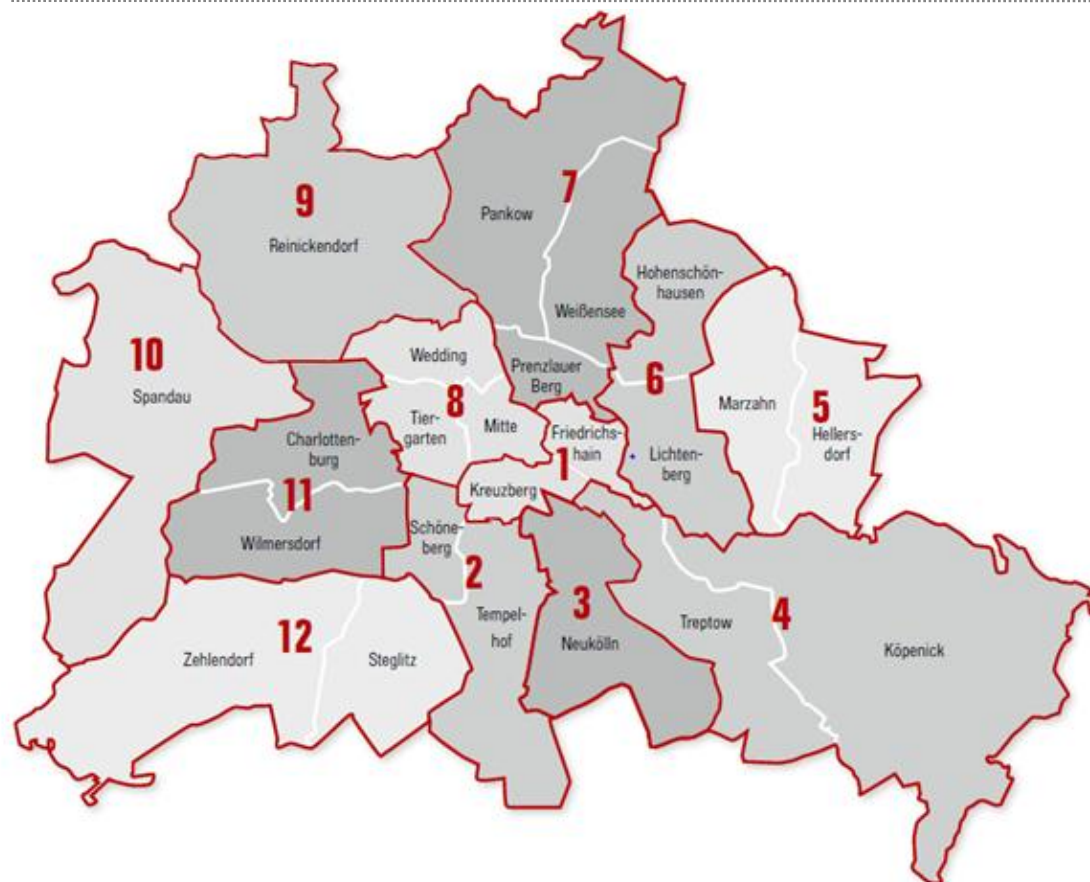 9
Reinickendorf
7
Pankow
Weißensee
Prenzlauer
Berg
Hohenschön-
hausen
6
Lichten-
berg
10
Spandau
Wedding
8
Tier-
garten
Mitte
Friedrichs-
hain
1
Kreuzberg
Marzahn
5
Hellers-
dorf
Charlotten-
burg
11
Wilmersdorf
Schöne-
berg
2
Tempel-
hof
3
Neukölln
Treptow
4
Köpenick
12
Zehlendorf
Steglitz